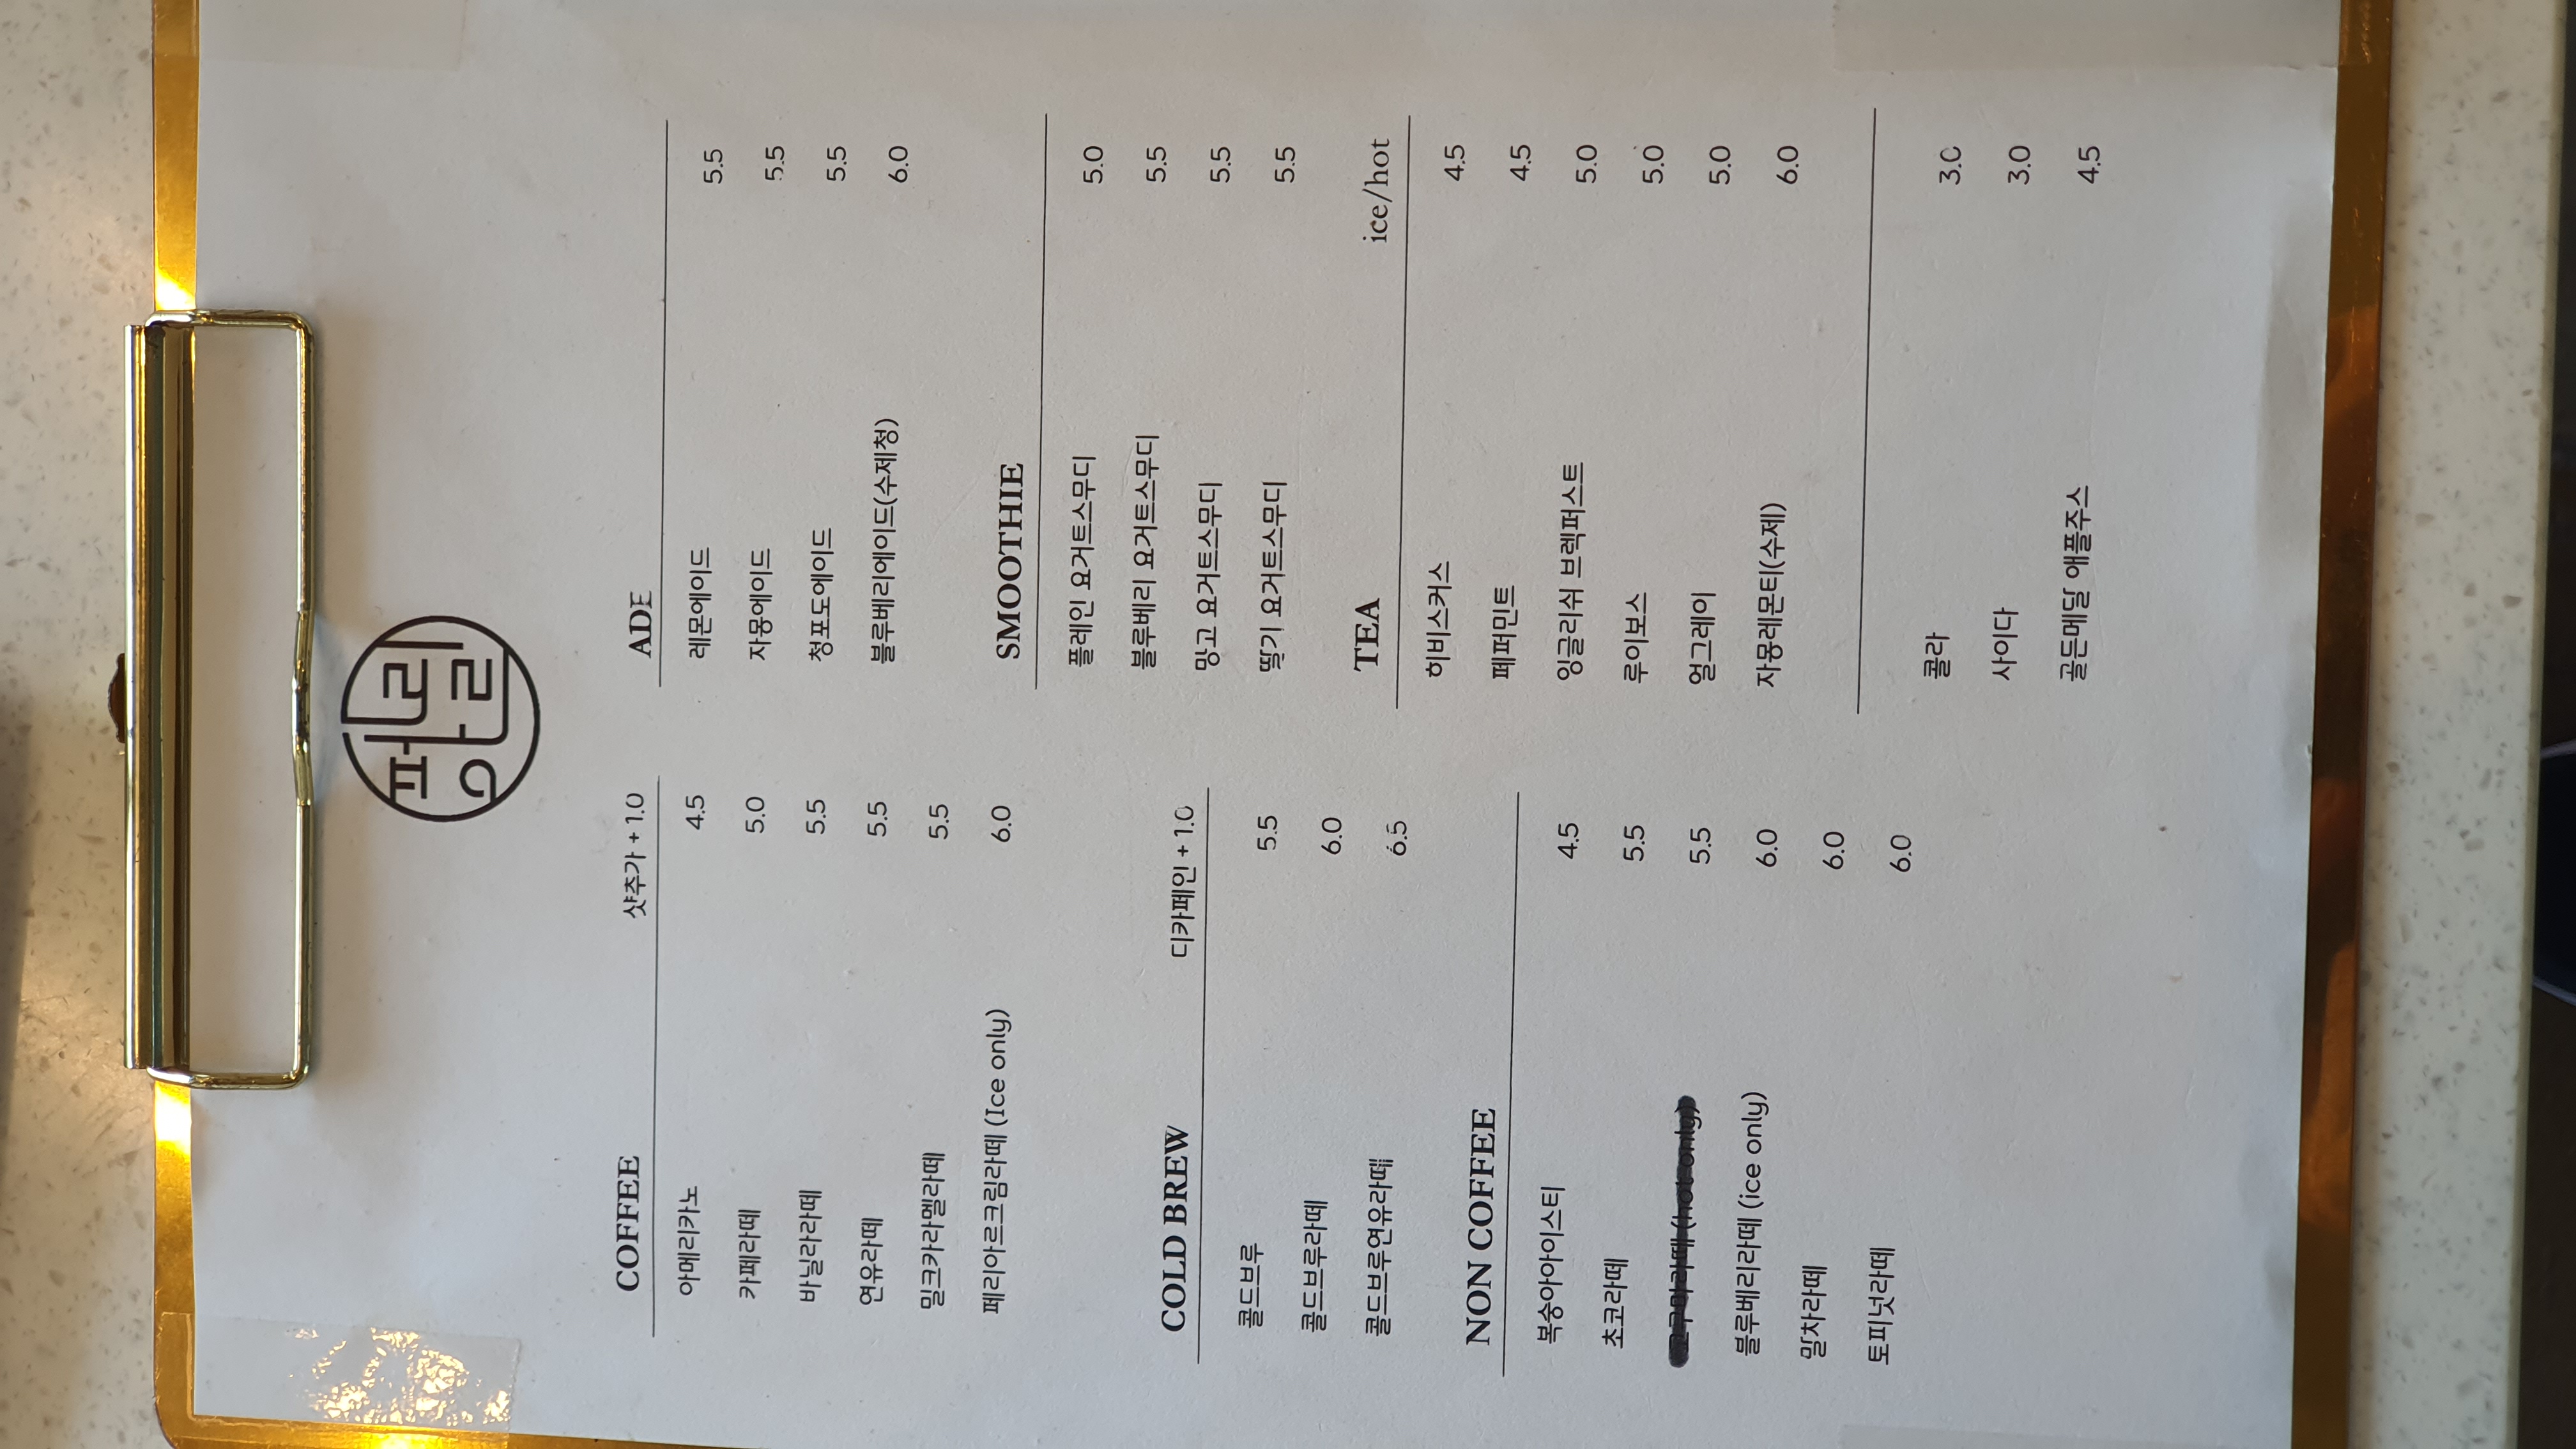 페리
아르
COFFEE 샷추가 + 1.0
아메리카노 4.5
카페라떼 5.0
바닐라라떼 5.5
연유라떼 5.5
밀크카라멜라떼 5.5
페리아르크림라떼 (Ice only) 6.0
COLD BREW 디카페인 + 1.0
콜드브루 5.5
콜드브루라떼 6.0
콜드브루연유라떼 6.5
NON COFFEE
복숭아아이스티 4.5
초코라떼 5.5
고구마라떼 (hot only) 5.5
블루베리라떼 (ice only) 6.0
말차라떼 6.0
토피넛라떼 6.0
ADE
레몬에이드 5.5
자몽에이드 5.5
청포도에이드 5.5
블루베리에이드(수제청) 6.0
SMOOTHIE
플레인 요거트스무디 5.0
블루베리 요거트스무디 5.5
망고 요거트스무디 5.5
딸기 요거트스무디 5.5
TEA ice/hot
히비스커스 4.5
페퍼민트 4.5
잉글리쉬 브렉퍼스트 5.0
루이보스 5.0
얼그레이 5.0
자몽레몬티(수제) 6.0
콜라 3.0
사이다 3.0
골든메달 애플주스 4.5